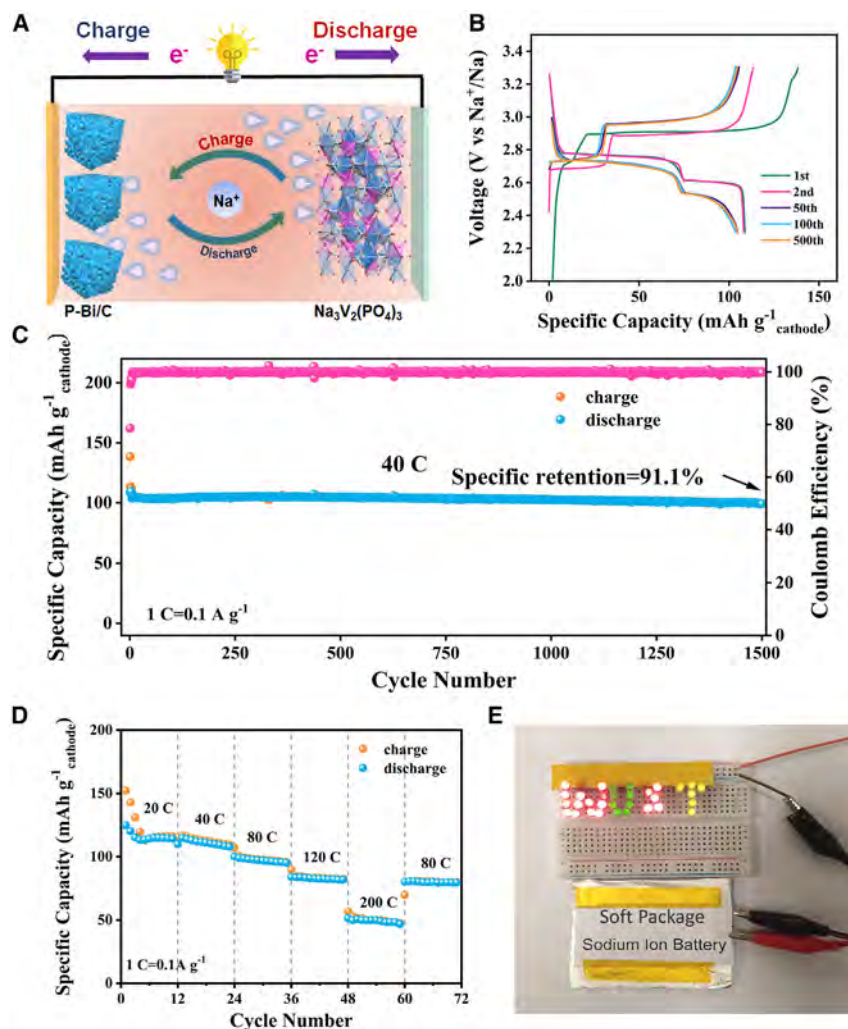 A
Charge
Discharge
e-
e-
Charge
Na+
Discharge
P-Bi/C
Na3V2(PO4)3
B
Voltage (V vs Na+/Na)
3.4
3.2
3.0
2.8
2.6
2.4
2.2
2.0
1st
2nd
50th
100th
500th
0
50
100
150
Specific Capacity (mAh g-1cathode)
C
Specific Capacity (mAh g-1cathode)
200
150
100
50
0
charge
discharge
40 C
Specific retention=91.1%
1 C=0.1 A g-1
100
80
60
40
20
0
Coulomb Efficiency (%)
0
250
500
750
1000
1250
1500
Cycle Number
D
Specific Capacity (mAh g-1cathode)
200
150
100
50
0
charge
discharge
20 C
40 C
80 C
120 C
200 C
80 C
1 C=0.1A g-1
0
12
24
36
48
60
72
Cycle Number
E
Soft Package
Sodium Ion Battery